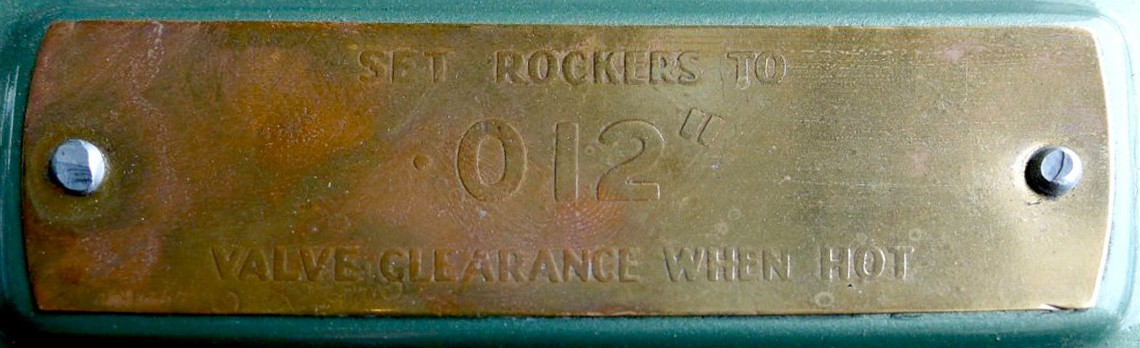 SET ROCKERS TO
·012"
VALVE CLEARANCE WHEN HOT